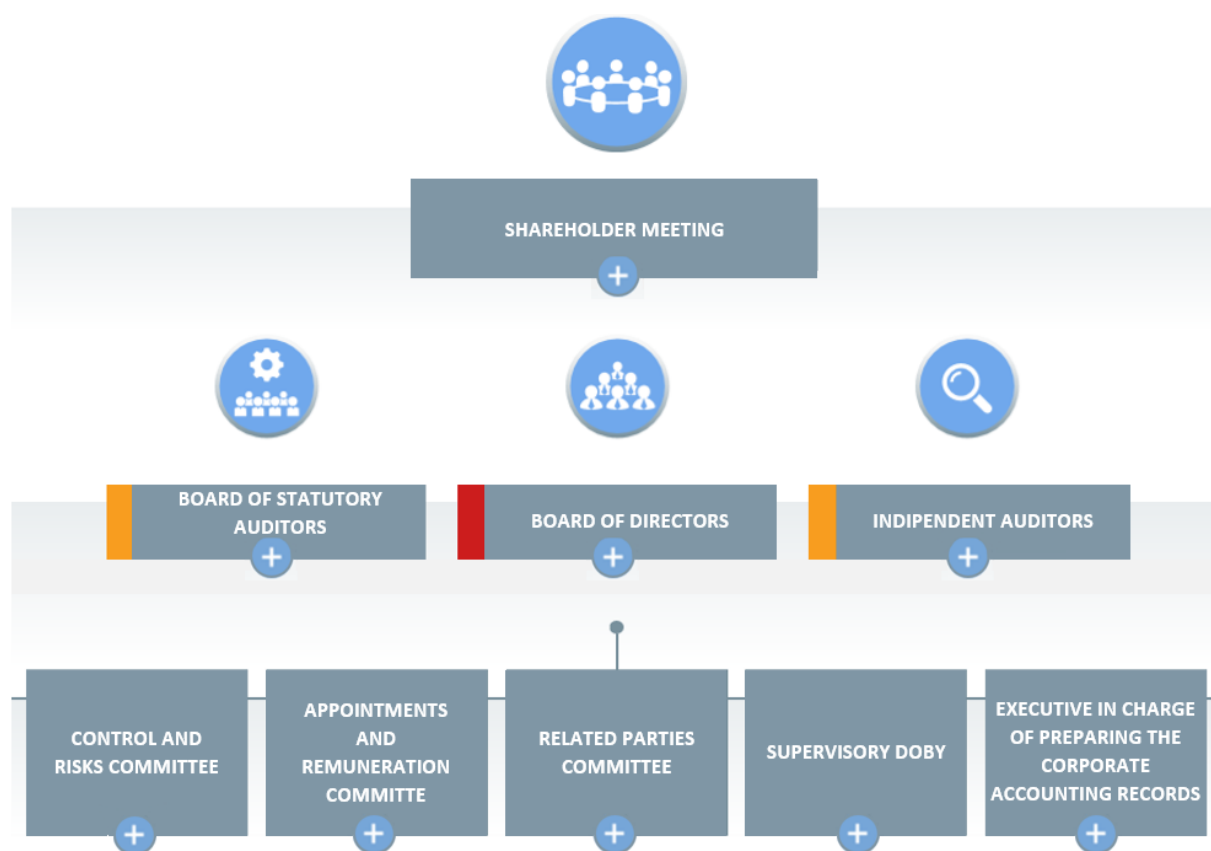 SHAREHOLDER MEETING
BOARD OF STATUTORY
AUDITORS
BOARD OF DIRECTORS
INDIPENDENT AUDITORS
CONTROL AND
RISKS COMMITTEE
APPOINTMENTS
AND
REMUNERATION
COMMITTE
RELATED PARTIES
COMMITTEE
SUPERVISORY DOBY
EXECUTIVE IN CHARGE
OF PREPARING THE
CORPORATE
ACCOUNTING RECORDS